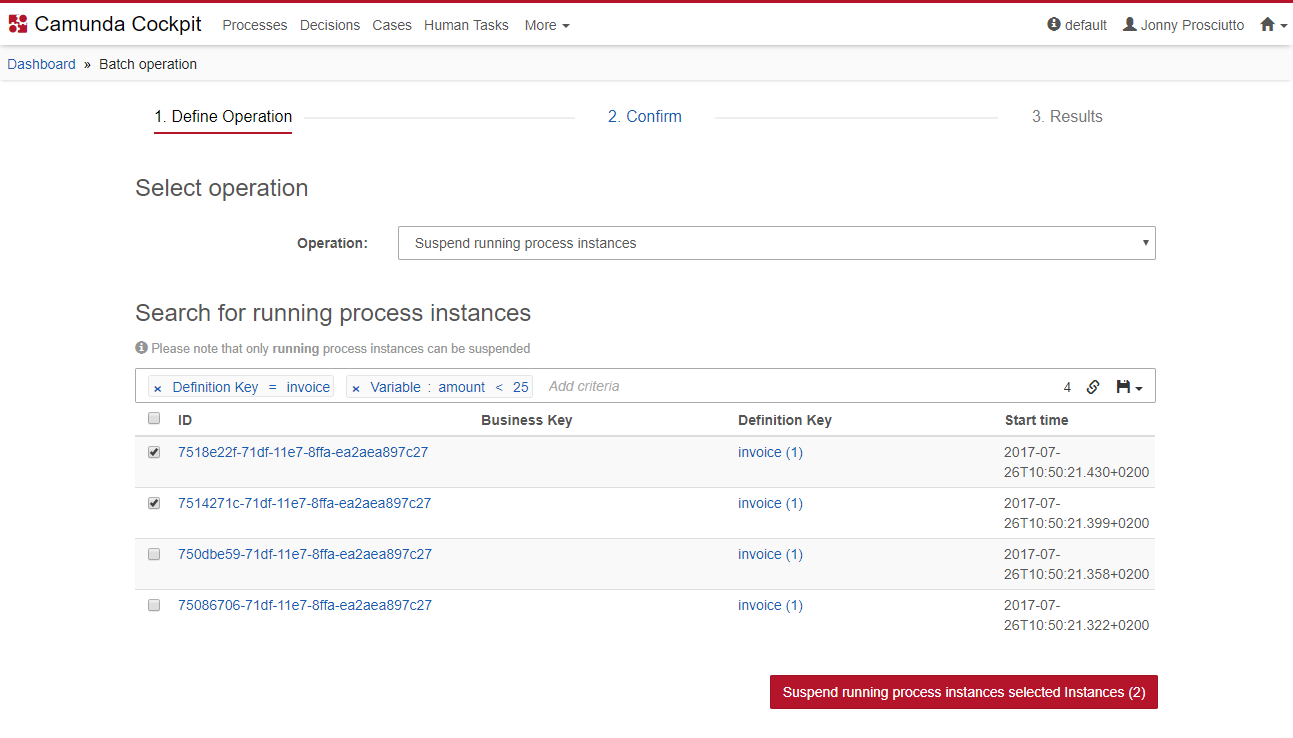 Camunda Cockpit Processes Decisions Cases Human Tasks More default Jonny Prosciutto
Dashboard » Batch operation
1. Define Operation 2. Confirm 3. Results
Select operation
Operation: Suspend running process instances
Search for running process instances
Please note that only running process instances can be suspended
× Definition Key = invoice × Variable : amount < 25 Add criteria 4
ID Business Key Definition Key Start time
7518e22f-71df-11e7-8ffa-ea2aea897c27 invoice (1) 2017-07-
26T10:50:21.430+0200
7514271c-71df-11e7-8ffa-ea2aea897c27 invoice (1) 2017-07-
26T10:50:21.399+0200
750dbe59-71df-11e7-8ffa-ea2aea897c27 invoice (1) 2017-07-
26T10:50:21.358+0200
75086706-71df-11e7-8ffa-ea2aea897c27 invoice (1) 2017-07-
26T10:50:21.322+0200
Suspend running process instances selected Instances (2)